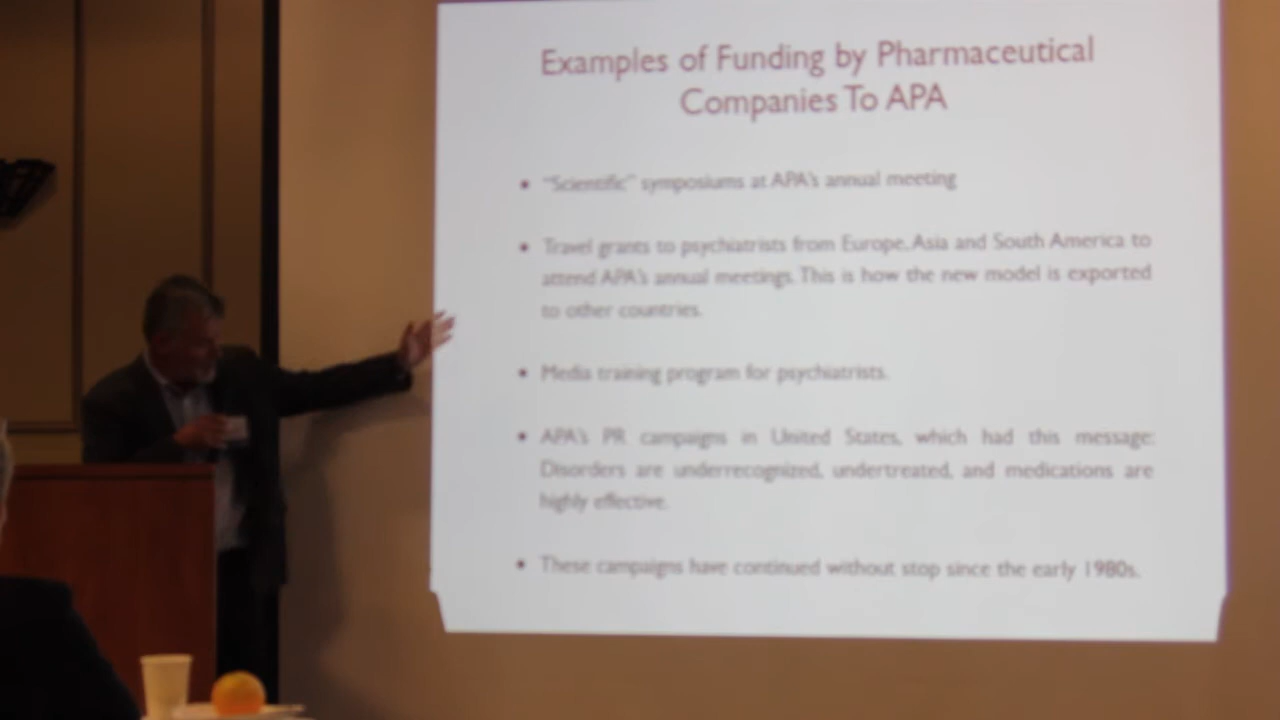 Examples of Funding by Pharmaceutical
Companies To APA
• "Scientific" symposiums at APA's annual meeting
• Travel grants to psychiatrists from Europe, Asia and South America to
attend APA's annual meetings. This is how the new model is exported
to other countries.
• Media training program for psychiatrists.
• APA's PR campaigns in United States, which had this message:
Disorders are underrecognized, undertreated, and medications are
highly effective.
• These campaigns have continued without stop since the early 1980s.